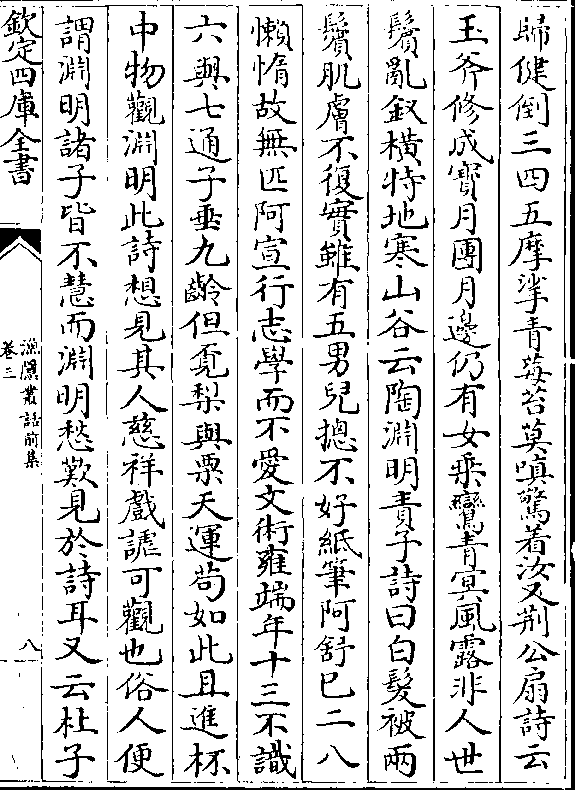 歸健倒三四五摩挲青莓苔莫嗔驚着汝又荆公扇詩云
玉斧修成寳月團月邊仍有女乘鸞青冥風露非人世
鬢亂釵横特地寒山谷云陶淵明責子詩曰白髮被兩
鬢肌膚不復實雖有五男兒揔不好紙筆阿舒已二八
懶惰故無匹阿宣行志學而不愛文術雍端年十三不識
六與七通子垂九齡但覔梨與栗天運茍如此且進杯
中物觀淵明此詩想見其人慈祥戲謔可觀也俗人便
謂淵明諸子皆不慧而淵明愁歎見於詩耳又云杜子
欽定四庫全書
漁隱叢話前集
卷三
八